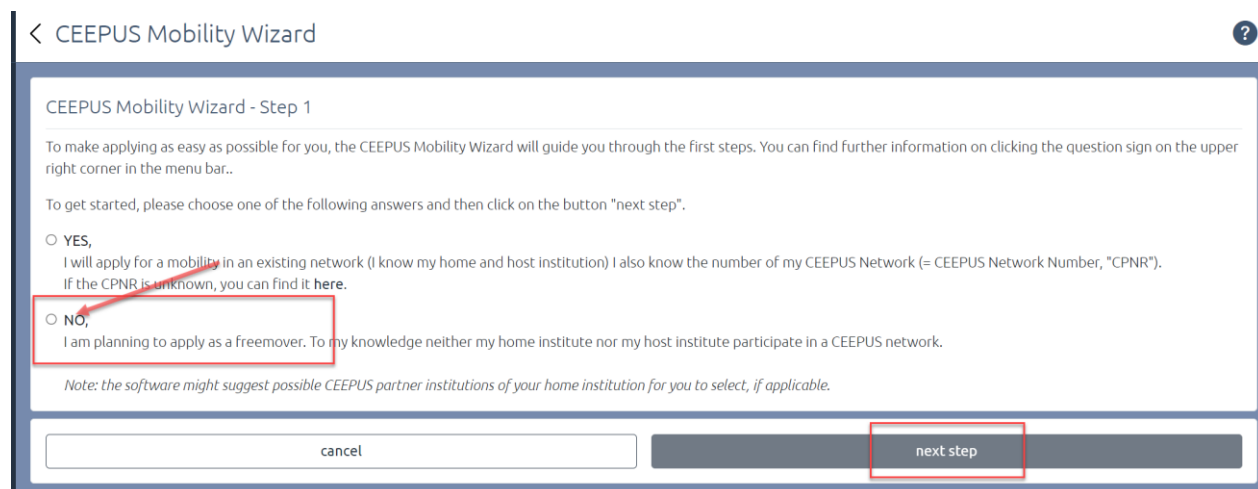 CEEPUS Mobility Wizard
?
CEEPUS Mobility Wizard - Step 1
To make applying as easy as possible for you, the CEEPUS Mobility Wizard will guide you through the first steps. You can find further information on clicking the question sign on the upper
right corner in the menu bar..
To get started, please choose one of the following answers and then click on the button "next step".
YES,
I will apply for a mobility in an existing network (I know my home and host institution) I also know the number of my CEEPUS Network (= CEEPUS Network Number, "CPNR").
If the CPNR is unknown, you can find it here.
NO,
I am planning to apply as a freemover. To my knowledge neither my home institute nor my host institute participate in a CEEPUS network.
Note: the software might suggest possible CEEPUS partner institutions of your home institution for you to select, if applicable.
cancel
next step